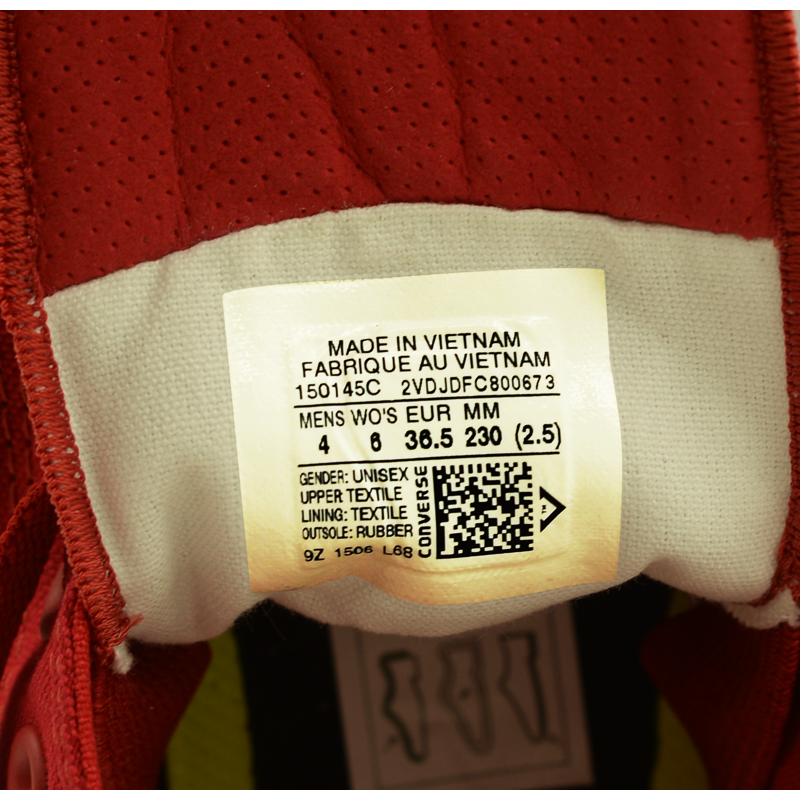 MADE IN VIETNAM
FABRIQUE AU VIETNAM
150145C 2VDJDFC800673
MENS WO'S EUR MM
4 6 36.5 230 (2.5)
GENDER: UNISEX
UPPER TEXTILE
LINING: TEXTILE
OUTSOLE: RUBBER
9Z 1506 L68
CONVERSE
TM